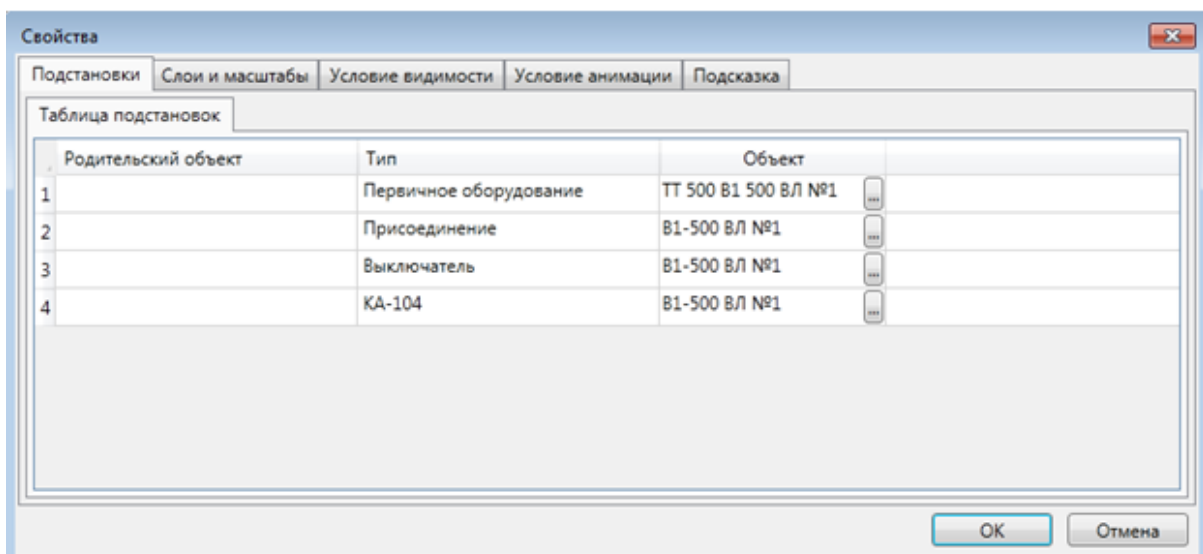 Свойства
Подстановки Слои и масштабы Условие видимости Условие анимации Подсказка
Таблица подстановок
Родительский объект Тип Объект
1 Первичное оборудование ТТ 500 В1 500 ВЛ №1 ...
2 Присоединение В1-500 ВЛ №1 ...
3 Выключатель В1-500 ВЛ №1 ...
4 КА-104 В1-500 ВЛ №1 ...
ОК Отмена